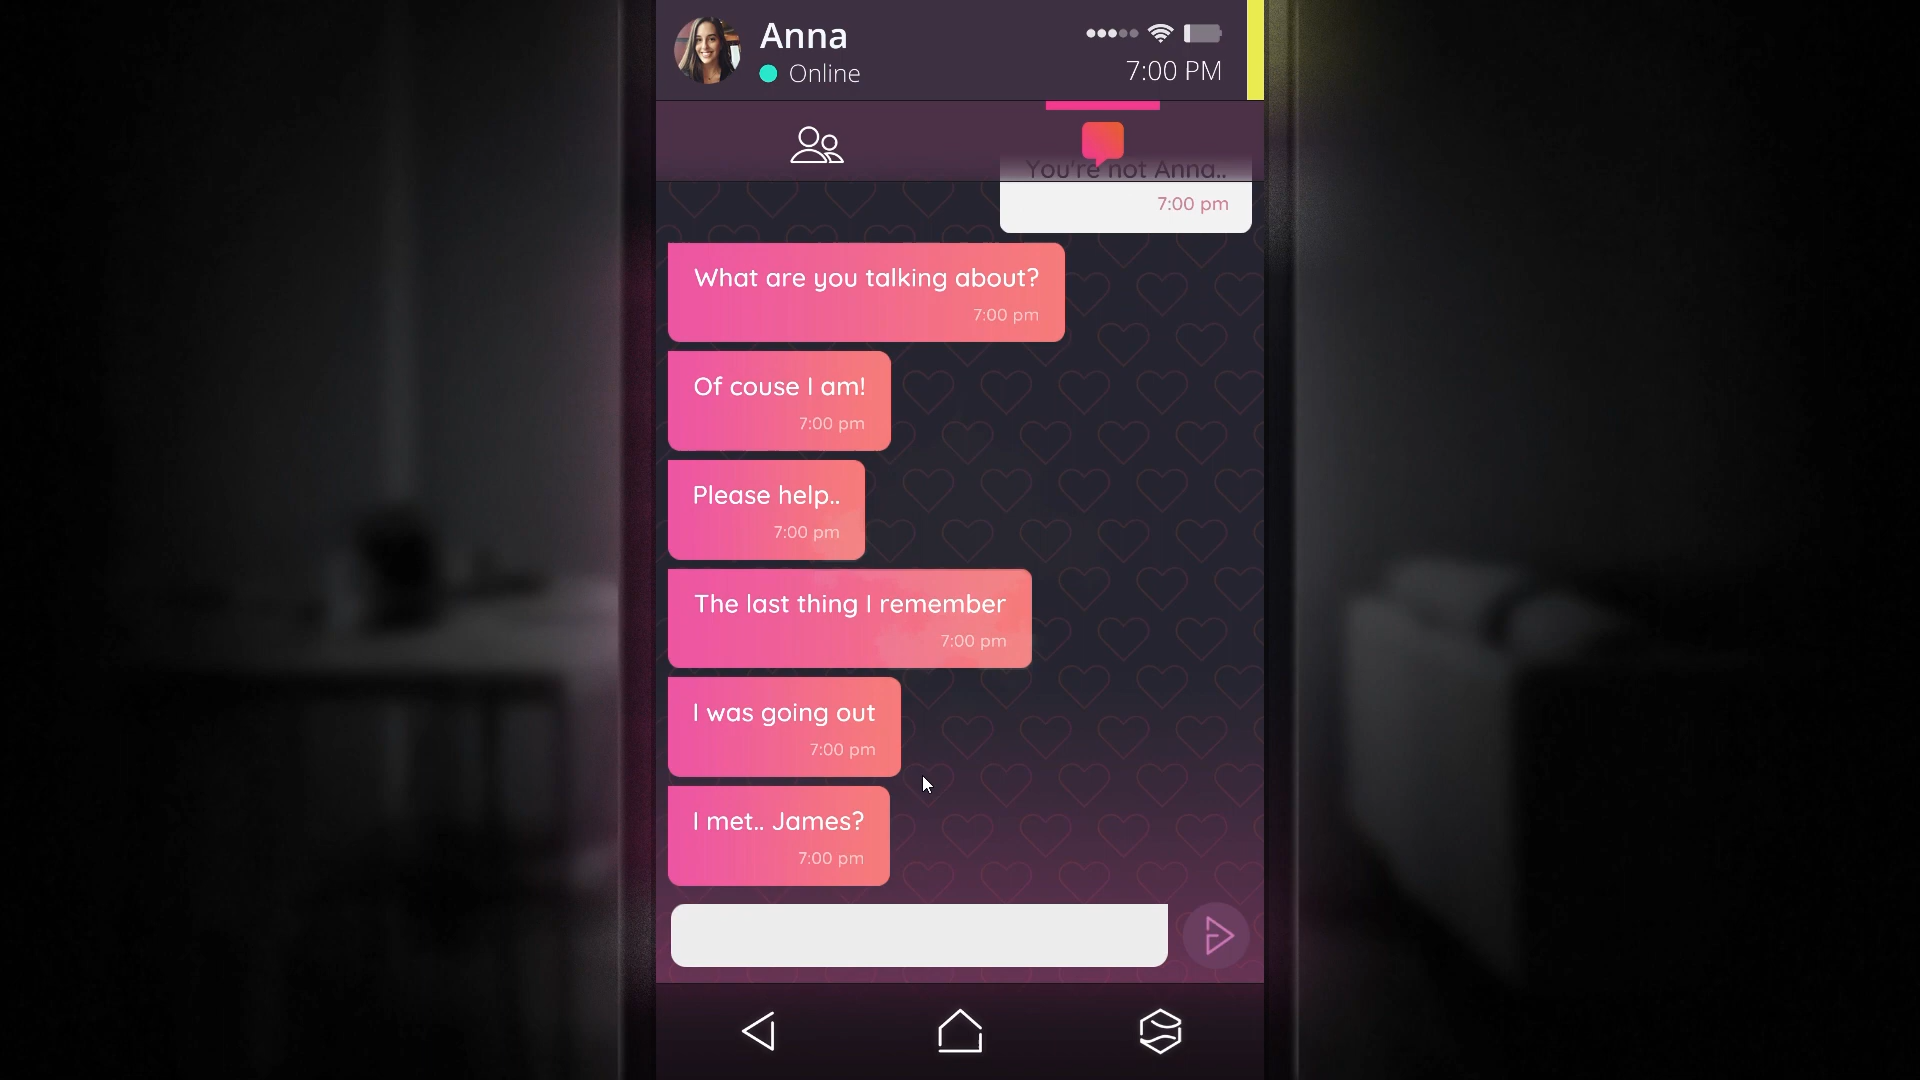 Anna
Online
7:00 PM
You're not Anna..
7:00 pm
What are you talking about?
7:00 pm
Of couse I am!
7:00 pm
Please help..
7:00 pm
The last thing I remember
7:00 pm
I was going out
7:00 pm
I met.. James?
7:00 pm